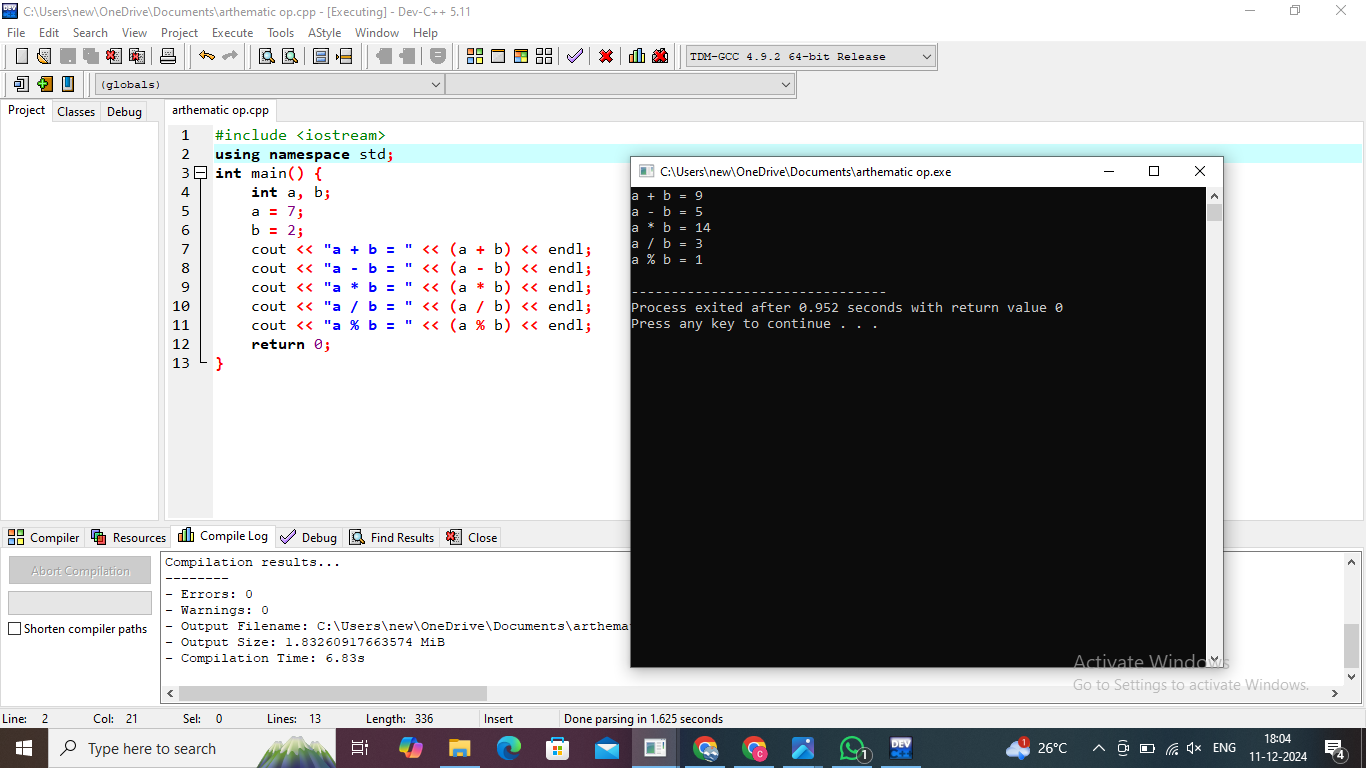 C:\Users\new\OneDrive\Documents\arthematic op.cpp - [Executing] - Dev-C++ 5.11
File Edit Search View Project Execute Tools AStyle Window Help
TDM-GCC 4.9.2 64-bit Release
(globals)
Project Classes Debug
arthematic op.cpp
1 #include <iostream>
2 using namespace std;
3 int main() {
4 int a, b;
5 a = 7;
6 b = 2;
7 cout << "a + b = " << (a + b) << endl;
8 cout << "a - b = " << (a - b) << endl;
9 cout << "a * b = " << (a * b) << endl;
10 cout << "a / b = " << (a / b) << endl;
11 cout << "a % b = " << (a % b) << endl;
12 return 0;
13 }
C:\Users\new\OneDrive\Documents\arthematic op.exe
a + b = 9
a - b = 5
a * b = 14
a / b = 3
a % b = 1
--------------------------------
Process exited after 0.952 seconds with return value 0
Press any key to continue . . .
Compiler Resources Compile Log Debug Find Results Close
Abort Compilation
Shorten compiler paths
Compilation results...
--------
- Errors: 0
- Warnings: 0
- Output Filename: C:\Users\new\OneDrive\Documents\arthema
- Output Size: 1.83260917663574 MiB
- Compilation Time: 6.83s
Activate Windows
Go to Settings to activate Windows.
Line: 2 Col: 21 Sel: 0 Lines: 13 Length: 336 Insert Done parsing in 1.625 seconds
Type here to search
1
DEV
1
26°C
ENG
18:04
11-12-2024
4